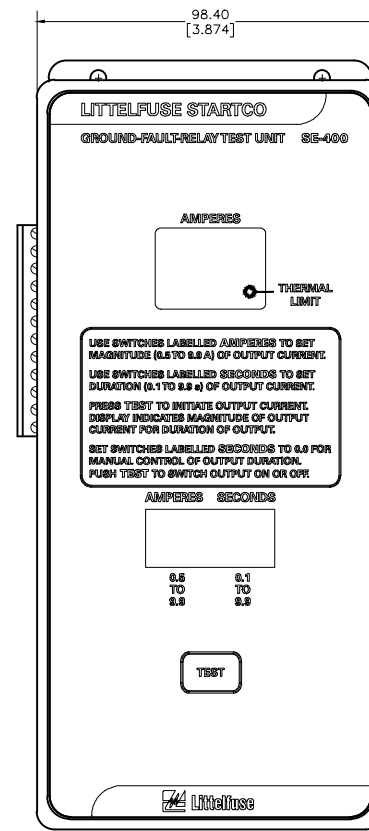 98.40
[3.874]
LITTELFUSE STARTCO
GROUND-FAULT-RELAY TEST UNIT SE-400
AMPERES
THERMAL
LIMIT
USE SWITCHES LABELLED AMPERES TO SET
MAGNITUDE (0.5 TO 9.9 A) OF OUTPUT CURRENT.
USE SWITCHES LABELLED SECONDS TO SET
DURATION (0.1 TO 9.9 s) OF OUTPUT CURRENT.
PRESS TEST TO INITIATE OUTPUT CURRENT.
DISPLAY INDICATES MAGNITUDE OF OUTPUT
CURRENT FOR DURATION OF OUTPUT.
SET SWITCHES LABELLED SECONDS TO 0.0 FOR
MANUAL CONTROL OF OUTPUT DURATION.
PUSH TEST TO SWITCH OUTPUT ON OR OFF.
AMPERES SECONDS
0.5 0.1
TO TO
9.9 9.9
TEST
Littelfuse